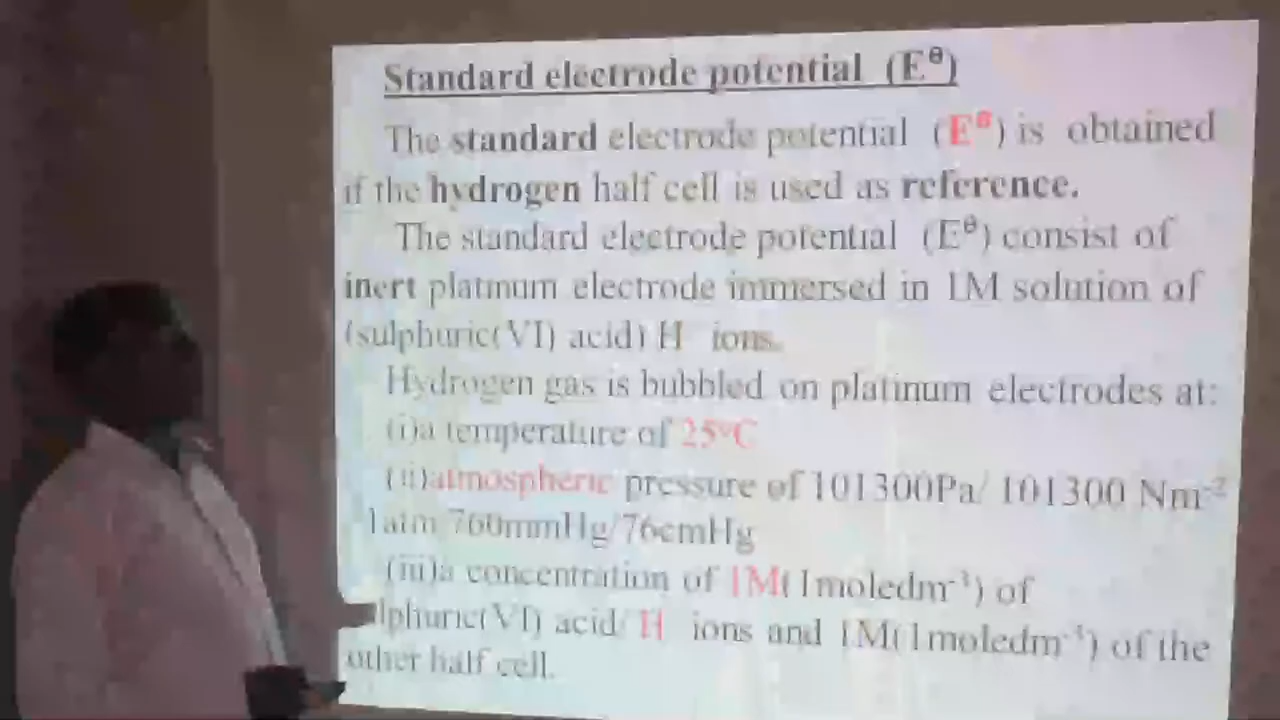 Standard electrode potential (Eᶿ)
The standard electrode potential (Eᶿ) is obtained
if the hydrogen half cell is used as reference.
The standard electrode potential (Eᶿ) consist of
inert platinum electrode immersed in 1M solution of
(sulphuric(VI) acid) H ions.
Hydrogen gas is bubbled on platinum electrodes at:
(i)a temperature of 25°C
(ii)atmospheric pressure of 101300Pa/ 101300 Nm⁻²
1atm 760mmHg/76cmHg
(iii)a concentration of 1M(1moledm⁻³) of
lphuric(VI) acid/ H ions and 1M(1moledm⁻³) of the
other half cell.